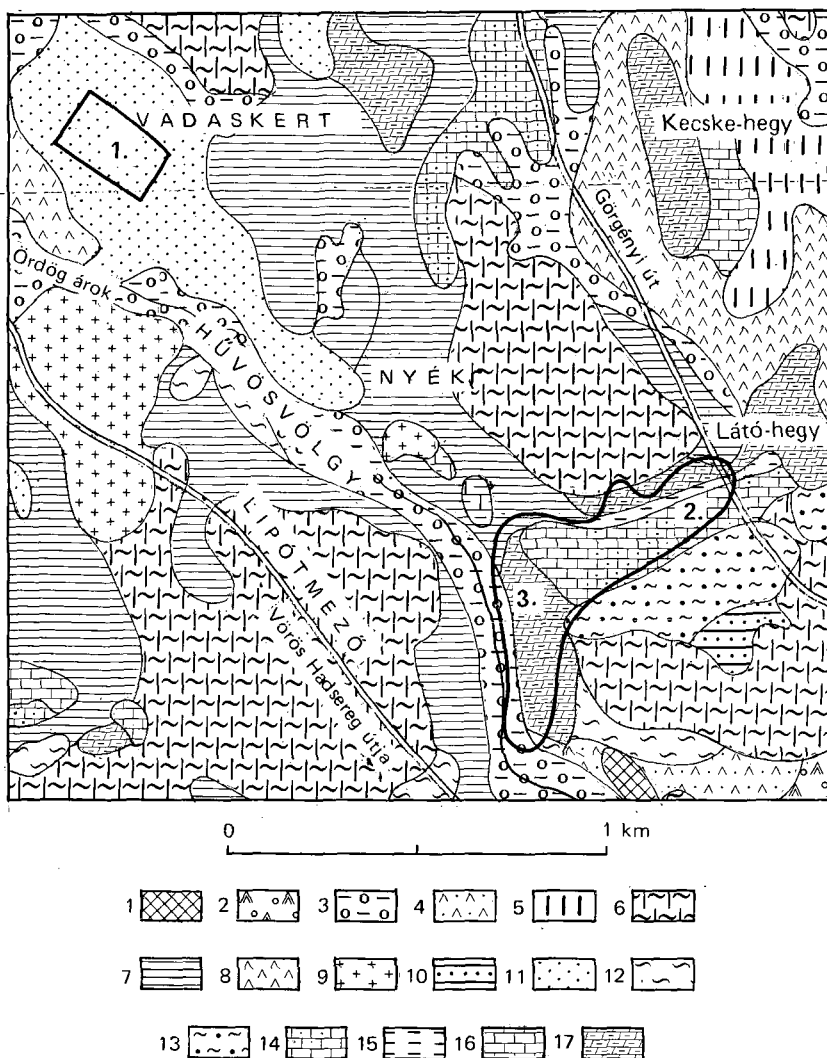 VADASKERT
1.
Kecske-hegy
Görgényi út
Ördög árok
HŰVÖSVÖLGY
NYÉK
Látó-hegy
2.
LIPÓTMEZŐ
3.
Vörös Hadsereg útja
0 1 km
1 2 3 4 5 6
7 8 9 10 11 12
13 14 15 16 17